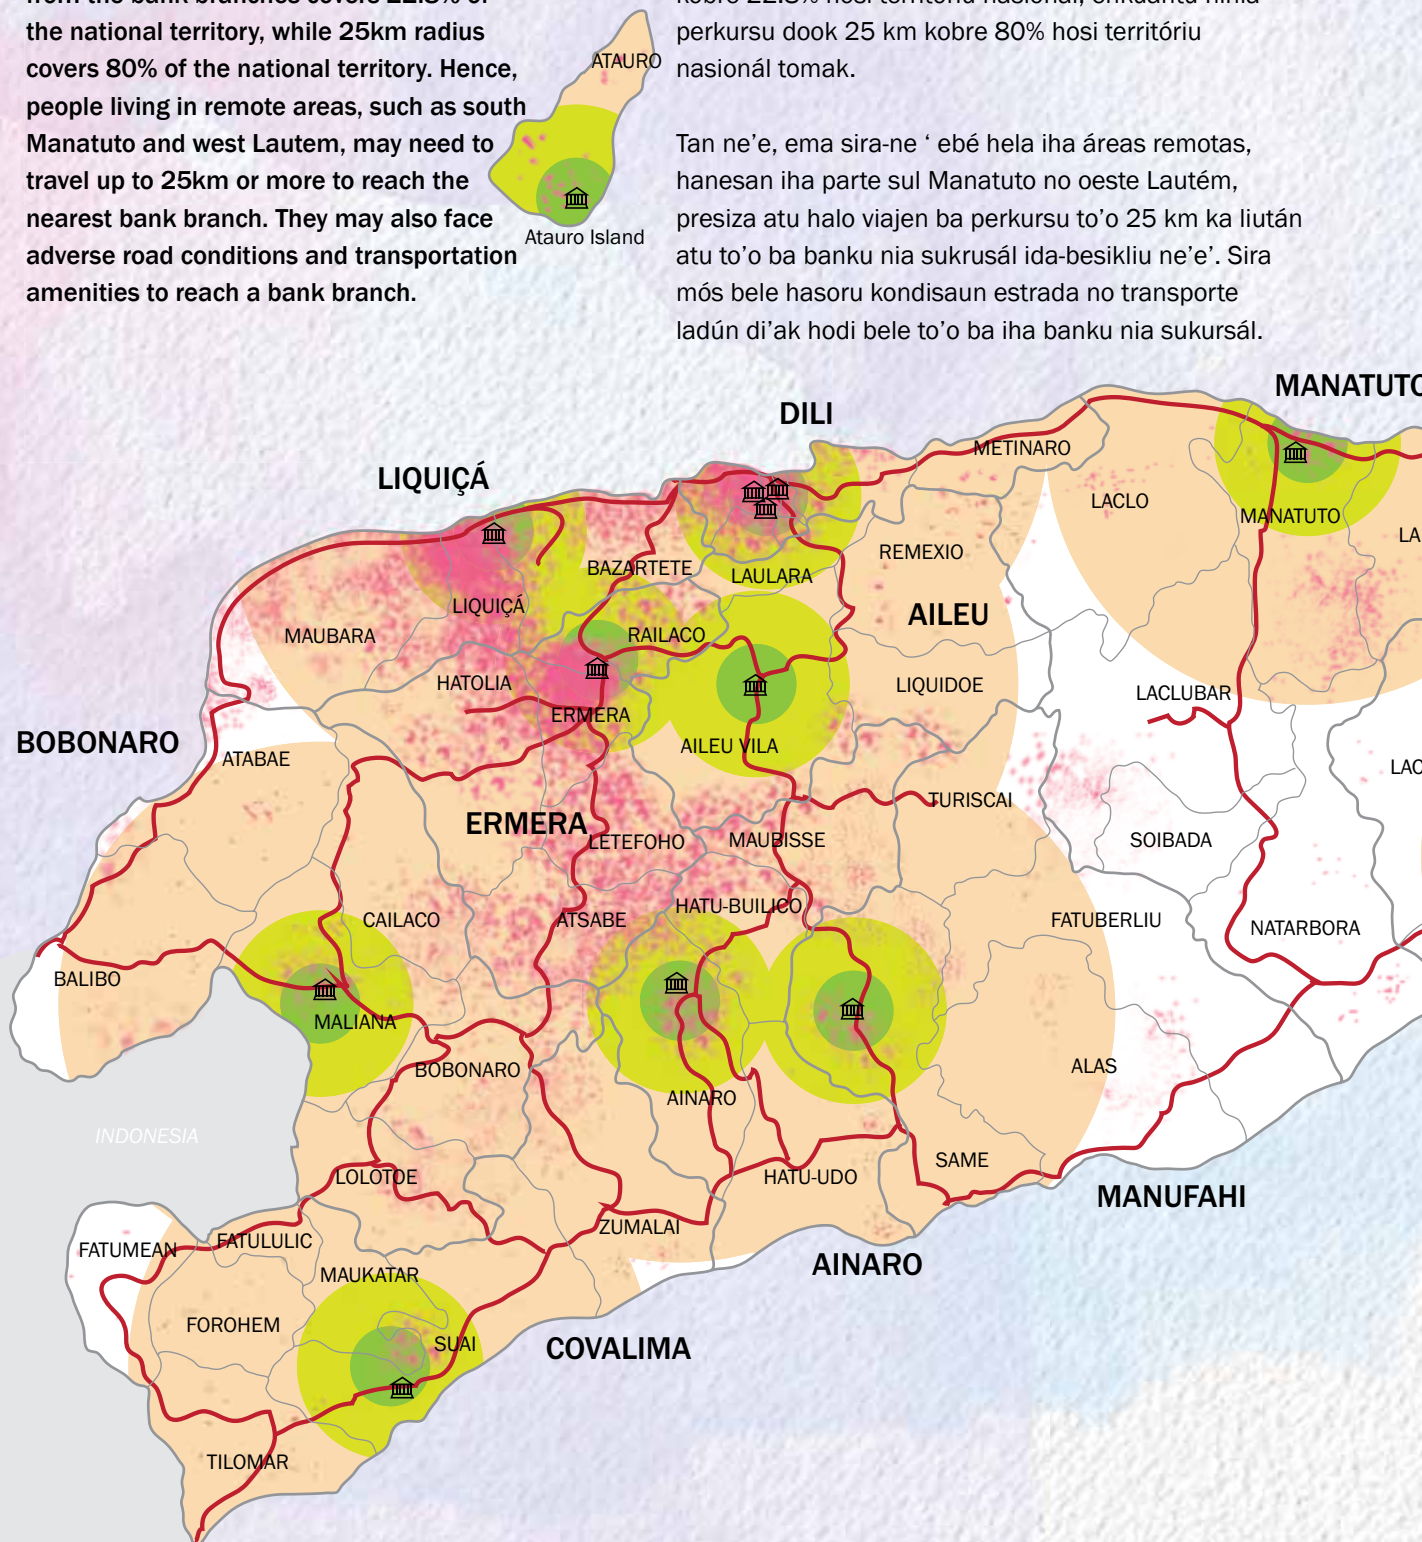 the national territory, while 25km radius
covers 80% of the national territory. Hence,
people living in remote areas, such as south
Manatuto and west Lautem, may need to
travel up to 25km or more to reach the
nearest bank branch. They may also face
adverse road conditions and transportation
amenities to reach a bank branch.
perkursu dook 25 km kobre 80% hosi territóriu
nasionál tomak.
Tan ne'e, ema sira-ne ‘ ebé hela iha áreas remotas,
hanesan iha parte sul Manatuto no oeste Lautém,
presiza atu halo viajen ba perkursu to'o 25 km ka liután
atu to'o ba banku nia sukrusál ida-besikliu ne'e'. Sira
mós bele hasoru kondisaun estrada no transporte
ladún di'ak hodi bele to'o ba iha banku nia sukursál.
ATAURO
Atauro Island
MANATUTO
DILI
METINARO
LIQUIÇÁ
LACLO
MANATUTO
LA
REMEXIO
BAZARTETE
LAULARA
LIQUIÇÁ
AILEU
MAUBARA
RAILACO
HATOLIA
LIQUIDOE
LACLUBAR
ERMERA
BOBONARO
AILEU VILA
ATABAE
LAC
TURISCAI
ERMERA
LETEFOHO
MAUBISSE
SOIBADA
HATU-BUILICO
CAILACO
ATSABE
FATUBERLIU
NATARBORA
BALIBO
MALIANA
BOBONARO
ALAS
AINARO
INDONESIA
SAME
LOLOTOE
HATU-UDO
MANUFAHI
ZUMALAI
FATUMEAN
FATULULIC
AINARO
MAUKATAR
FOROHEM
SUAI
COVALIMA
TILOMAR